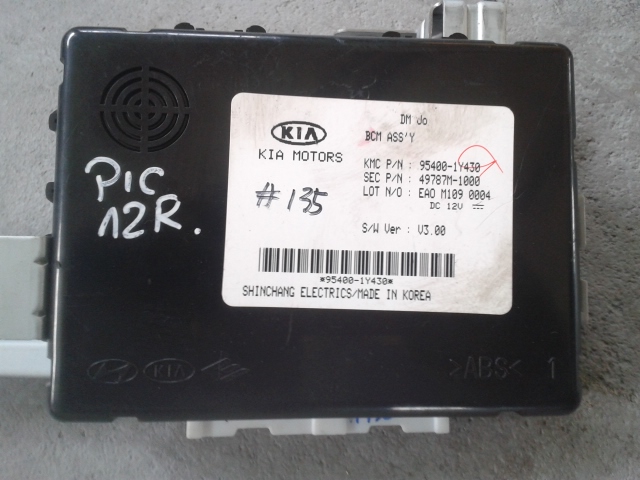 DM Jo
BCM ASS'Y
KIA
KIA MOTORS
KMC P/N : 95400-1Y430
SEC P/N : 49787M-1000
LOT N/O : EAO M109 0004
DC 12V
S/W Ver : V3.00
#135
*95400-1Y430*
SHINCHANG ELECTRICS/MADE IN KOREA
PIC
12R.
KIA
>ABS< 1